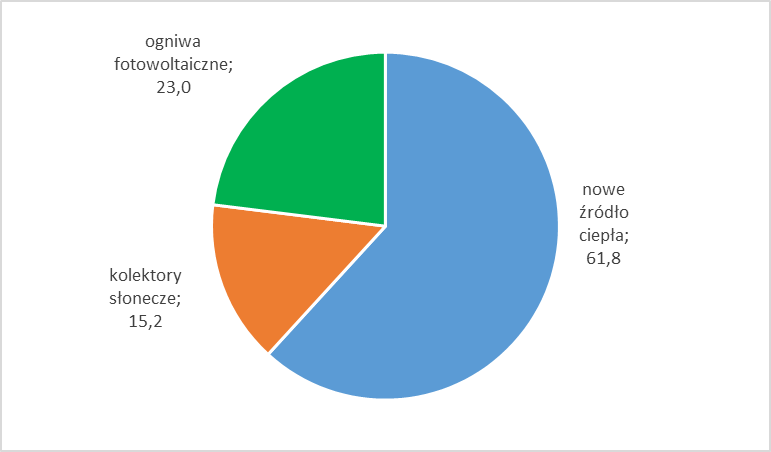 ogniwa
fotowoltaiczne;
23,0
nowe
źródło
ciepła;
61,8
kolektory
słonecze;
15,2